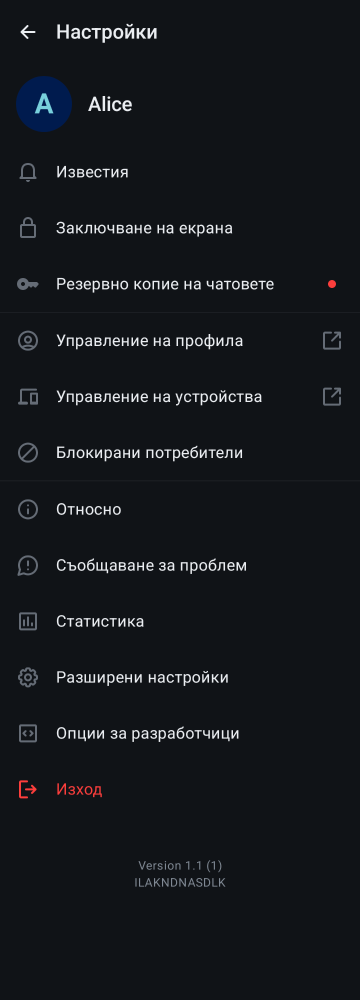 Настройки
A
Alice
Известия
Заключване на екрана
Резервно копие на чатовете
Управление на профила
Управление на устройства
Блокирани потребители
Относно
Съобщаване за проблем
Статистика
Разширени настройки
Опции за разработчици
Изход
Version 1.1 (1)
ILAKNDNASDLK